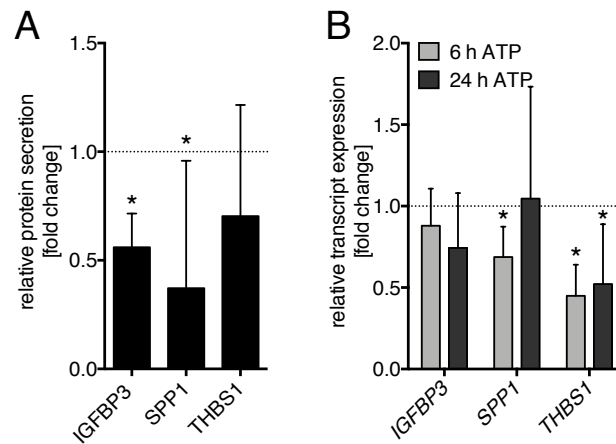 A
relative protein secretion
[fold change]
1.5
1.0
0.5
0.0
*
*
IGFBP3
SPP1
THBS1
B
relative transcript expression
[fold change]
2.0
1.5
1.0
0.5
0.0
6 h ATP
24 h ATP
*
*
*
IGFBP3
SPP1
THBS1